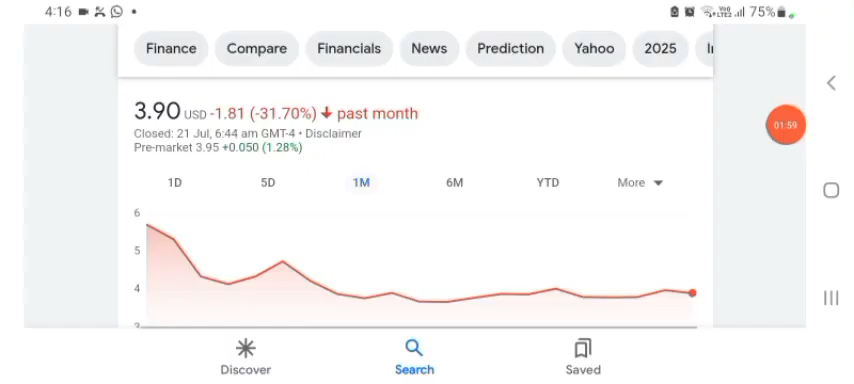 4:16 75%
Finance Compare Financials News Prediction Yahoo 2025
3.90 USD -1.81 (-31.70%) past month
Closed: 21 Jul, 6:44 am GMT-4 • Disclaimer
Pre-market 3.95 +0.050 (1.28%)
01:59
1D 5D 1M 6M YTD More
6
5
4
3
Discover Search Saved